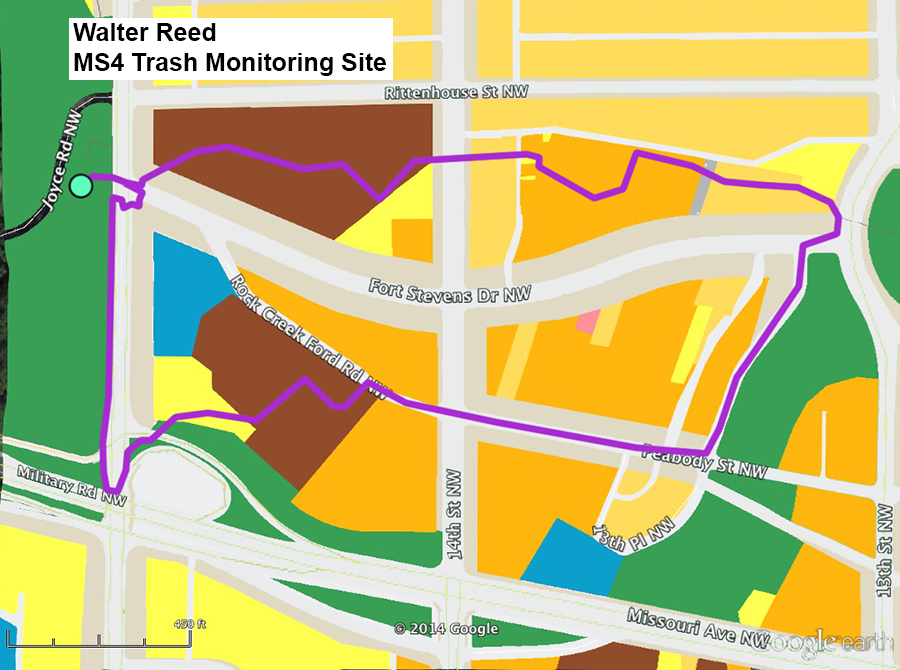 Walter Reed
MS4 Trash Monitoring Site
Rittenhouse St NW
Joyce Rd NW
Fort Stevens Dr NW
Rock Creek Ford Rd NW
Peabody St NW
Military Rd NW
14th St NW
13th Pl NW
13th St NW
Missouri Ave NW
450 ft
© 2014 Google
Google earth